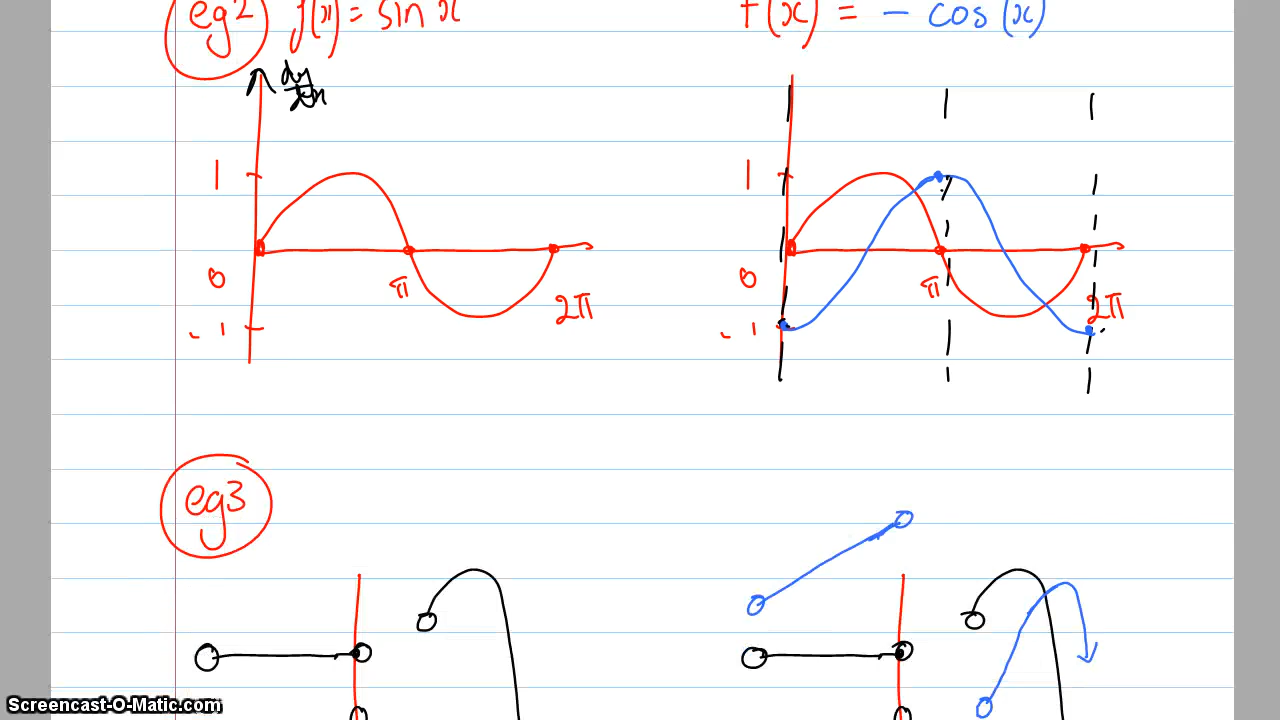 eg2 f(x) = sin x
F(x) = - cos(x)
dy/dx
1
0
π
2π
-1
1
0
π
2π
-1
eg3
Screencast-O-Matic.com